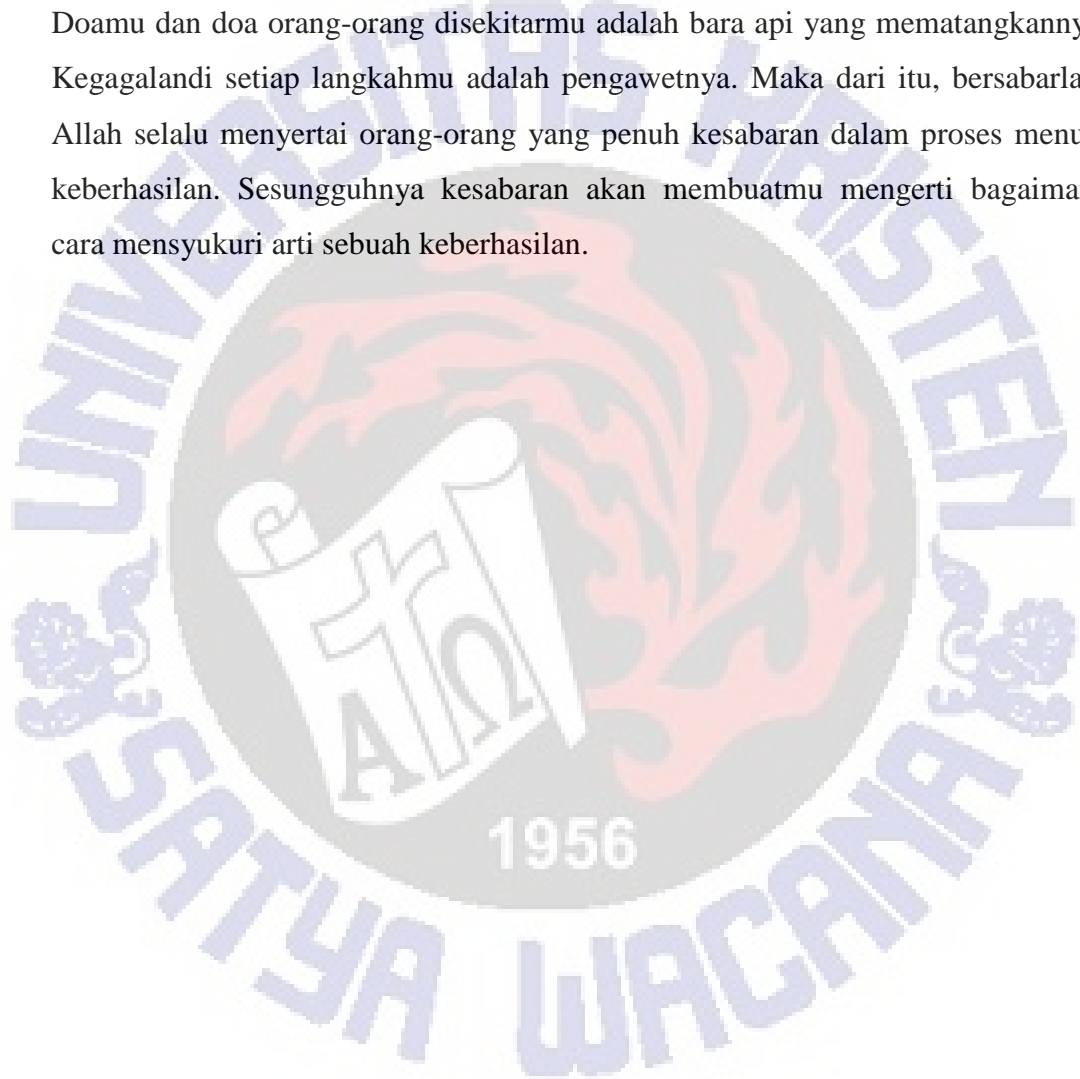 Doamu dan doa orang-orang disekitarmu adalah bara api yang mematangkanny
Kegagalandi setiap langkahmu adalah pengawetnya. Maka dari itu, bersabarla
Allah selalu menyertai orang-orang yang penuh kesabaran dalam proses menu
keberhasilan. Sesungguhnya kesabaran akan membuatmu mengerti bagaima
cara mensyukuri arti sebuah keberhasilan.
UNIVERSITAS KRISTEN
Α Ω
1956
SATYA WACANA